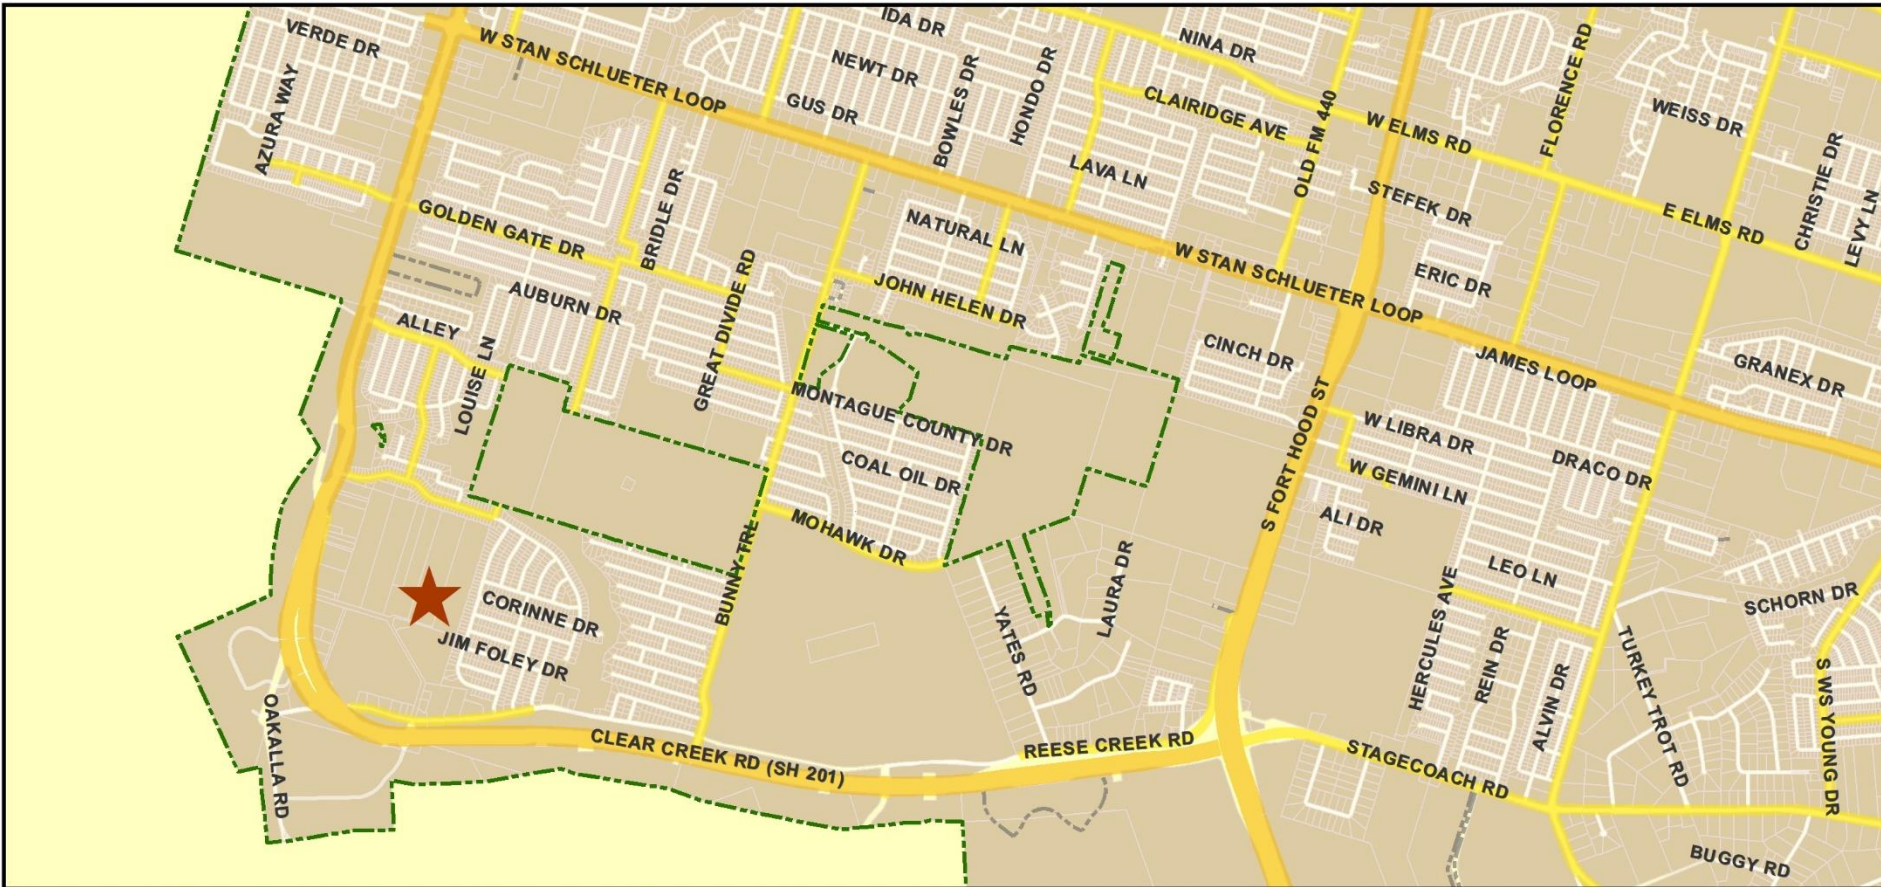 VERDE DR
AZURA WAY
W STAN SCHLUETER LOOP
IDA DR
NEWT DR
GUS DR
BOWLES DR
HONDO DR
NINA DR
CLAIRIDGE AVE
OLD FM 440
W ELMS RD
FLORENCE RD
WEISS DR
CHRISTIE DR
LEVY LN
E ELMS RD
STEFEK DR
LAVA LN
NATURAL LN
BRIDLE DR
GOLDEN GATE DR
GREAT DIVIDE RD
JOHN HELEN DR
W STAN SCHLUETER LOOP
ERIC DR
AUBURN DR
ALLEY
LOUISE LN
CINCH DR
JAMES LOOP
GRANEX DR
MONTAGUE COUNTY DR
COAL OIL DR
S FORT HOOD ST
W LIBRA DR
W GEMINI LN
DRACO DR
ALI DR
MOHAWK DR
BUNNY TRL
LAURA DR
YATES RD
LEO LN
HERCULES AVE
REIN DR
ALVIN DR
SCHORN DR
TURKEY TROT RD
S WS YOUNG DR
CORINNE DR
JIM FOLEY DR
OAKALLA RD
CLEAR CREEK RD (SH 201)
REESE CREEK RD
STAGECOACH RD
BUGGY RD